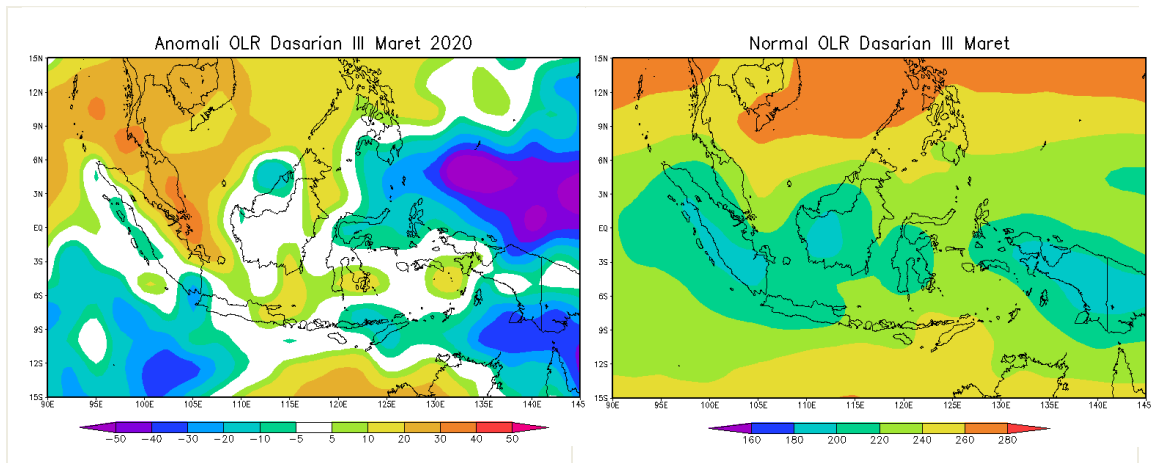 Anomali OLR Dasarian III Maret 2020
15N
12N
9N
6N
3N
EQ
3S
6S
9S
12S
15S
90E 95E 100E 105E 110E 115E 120E 125E 130E 135E 140E 145
-50 -40 -30 -20 -10 -5 5 10 20 30 40 50
Normal OLR Dasarian III Maret
15N
12N
9N
6N
3N
EQ
3S
6S
9S
12S
15S
90E 95E 100E 105E 110E 115E 120E 125E 130E 135E 140E 145
160 180 200 220 240 260 280